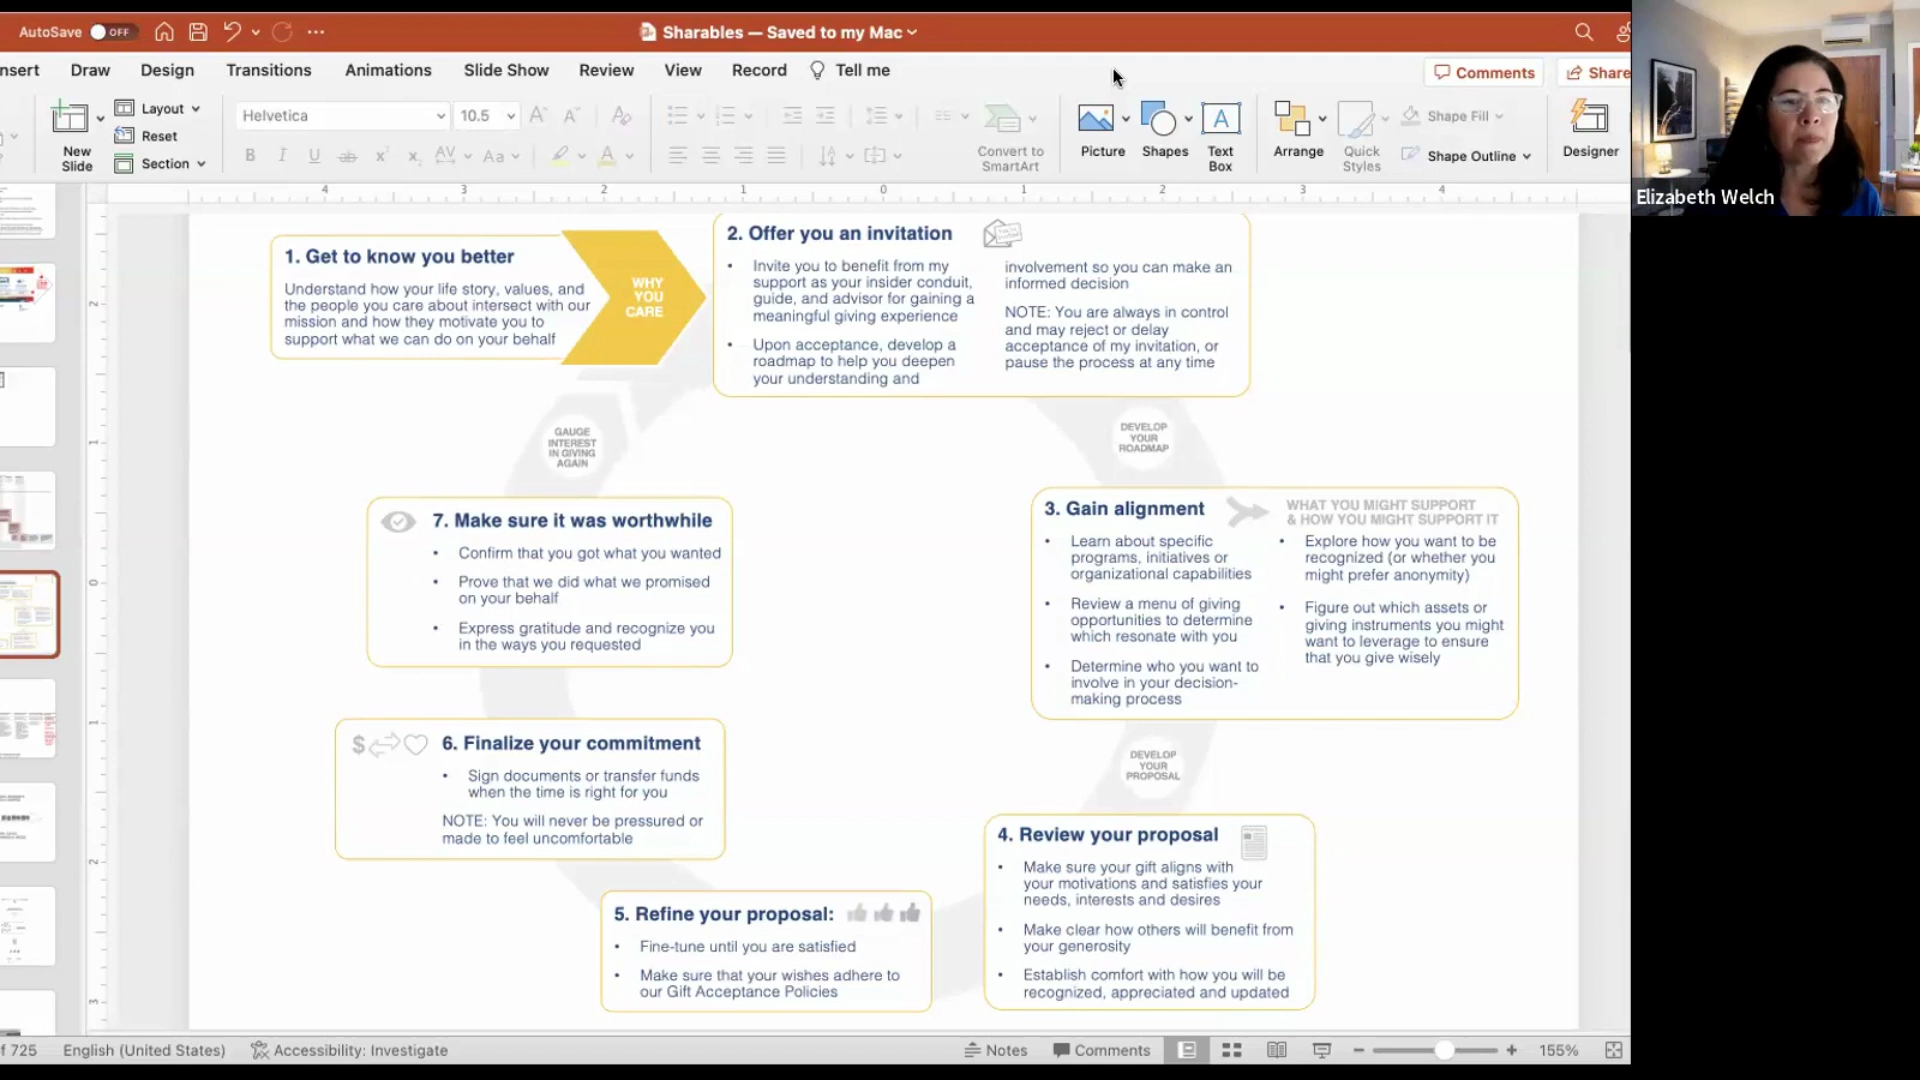 AutoSave OFF
Sharables — Saved to my Mac
nsert Draw Design Transitions Animations Slide Show Review View Record Tell me
Comments Share
New Slide
Layout
Reset
Section
Helvetica 10.5
Convert to SmartArt
Picture
Shapes
Text Box
Arrange
Quick Styles
Shape Fill
Shape Outline
Designer
Elizabeth Welch
4 3 2 1 0 1 2 3 4
2
1
0
1
2
3
1. Get to know you better
Understand how your life story, values, and
the people you care about intersect with our
mission and how they motivate you to
support what we can do on your behalf
WHY
YOU
CARE
2. Offer you an invitation
• Invite you to benefit from my
support as your insider conduit,
guide, and advisor for gaining a
meaningful giving experience
• Upon acceptance, develop a
roadmap to help you deepen
your understanding and
involvement so you can make an
informed decision
NOTE: You are always in control
and may reject or delay
acceptance of my invitation, or
pause the process at any time
GAUGE
INTEREST
IN GIVING
AGAIN
DEVELOP
YOUR
ROADMAP
3. Gain alignment
WHAT YOU MIGHT SUPPORT
& HOW YOU MIGHT SUPPORT IT
• Learn about specific
programs, initiatives or
organizational capabilities
• Review a menu of giving
opportunities to determine
which resonate with you
• Determine who you want to
involve in your decision-
making process
• Explore how you want to be
recognized (or whether you
might prefer anonymity)
• Figure out which assets or
giving instruments you might
want to leverage to ensure
that you give wisely
7. Make sure it was worthwhile
• Confirm that you got what you wanted
• Prove that we did what we promised
on your behalf
• Express gratitude and recognize you
in the ways you requested
6. Finalize your commitment
• Sign documents or transfer funds
when the time is right for you
NOTE: You will never be pressured or
made to feel uncomfortable
DEVELOP
YOUR
PROPOSAL
4. Review your proposal
• Make sure your gift aligns with
your motivations and satisfies your
needs, interests and desires
• Make clear how others will benefit from
your generosity
• Establish comfort with how you will be
recognized, appreciated and updated
5. Refine your proposal:
• Fine-tune until you are satisfied
• Make sure that your wishes adhere to
our Gift Acceptance Policies
f 725 English (United States) Accessibility: Investigate
Notes Comments 155%